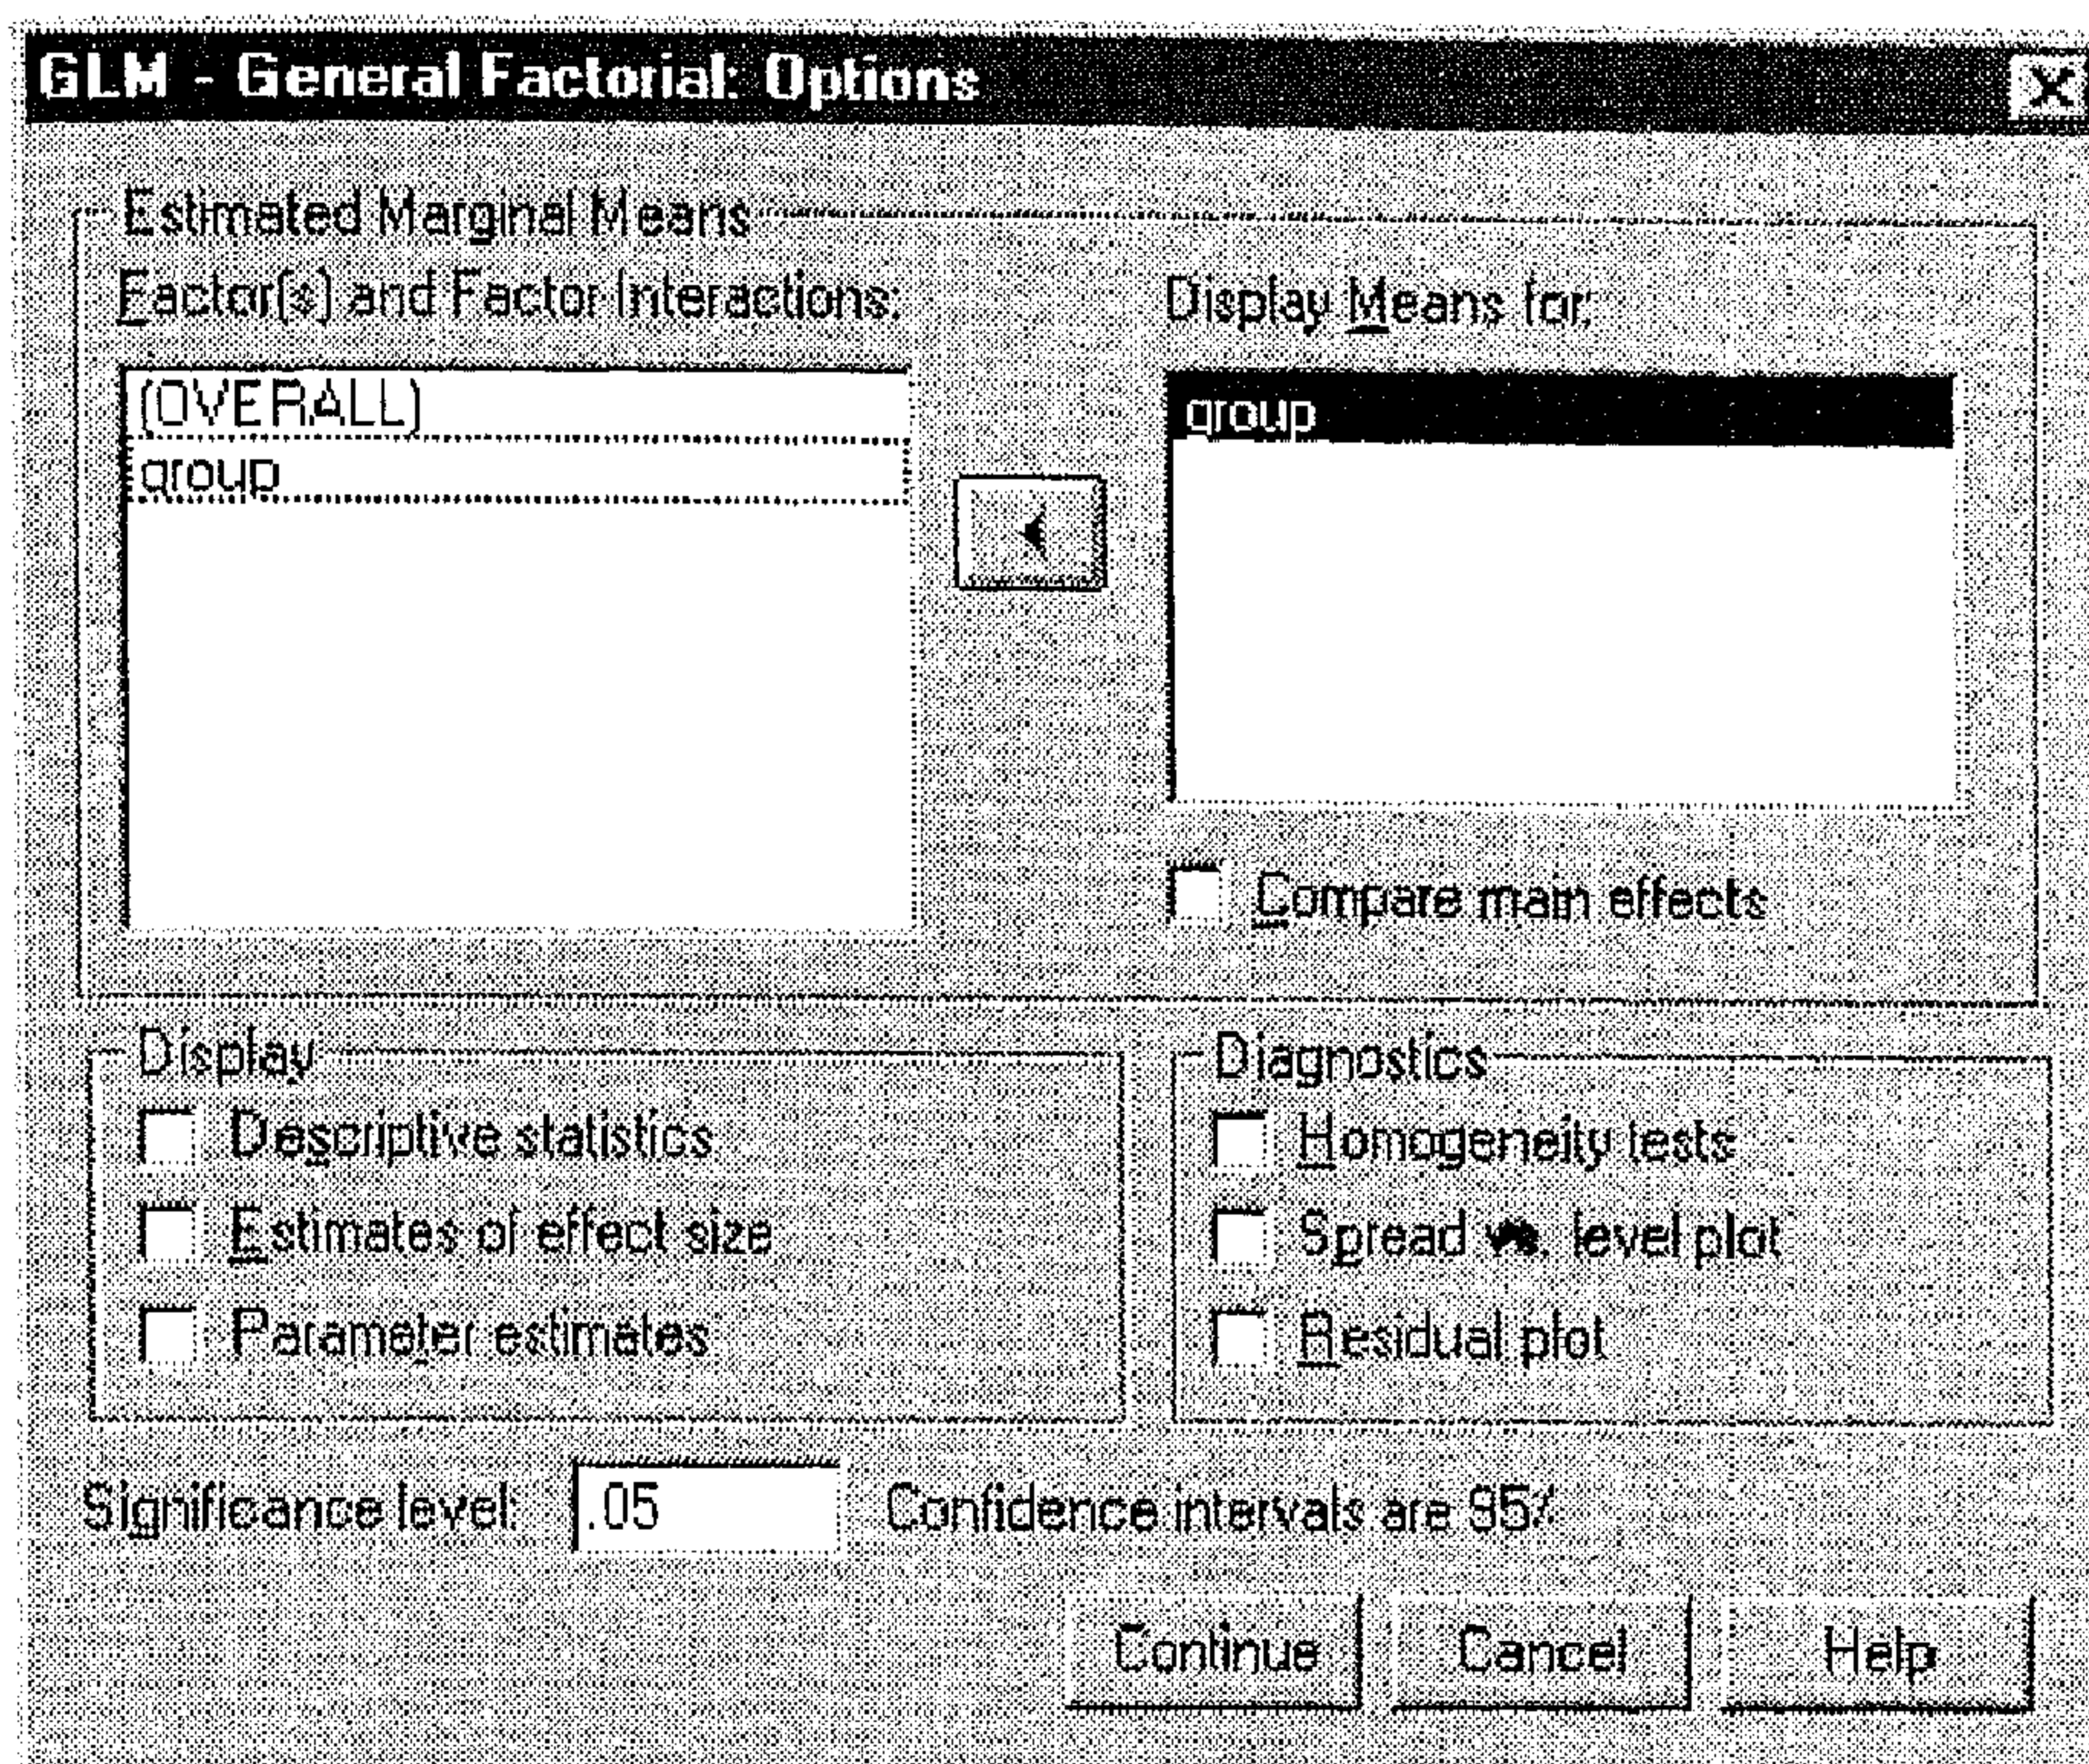 GLM - General Factorial: Options
Estimated Marginal Means
Factor(s) and Factor Interactions:
Display Means for:
(OVERALL)
group
group
Compare main effects
Display
Descriptive statistics
Estimates of effect size
Parameter estimates
Diagnostics
Homogeneity tests
Spread vs. level plot
Residual plot
Significance level: .05 Confidence intervals are 95%
Continue Cancel Help